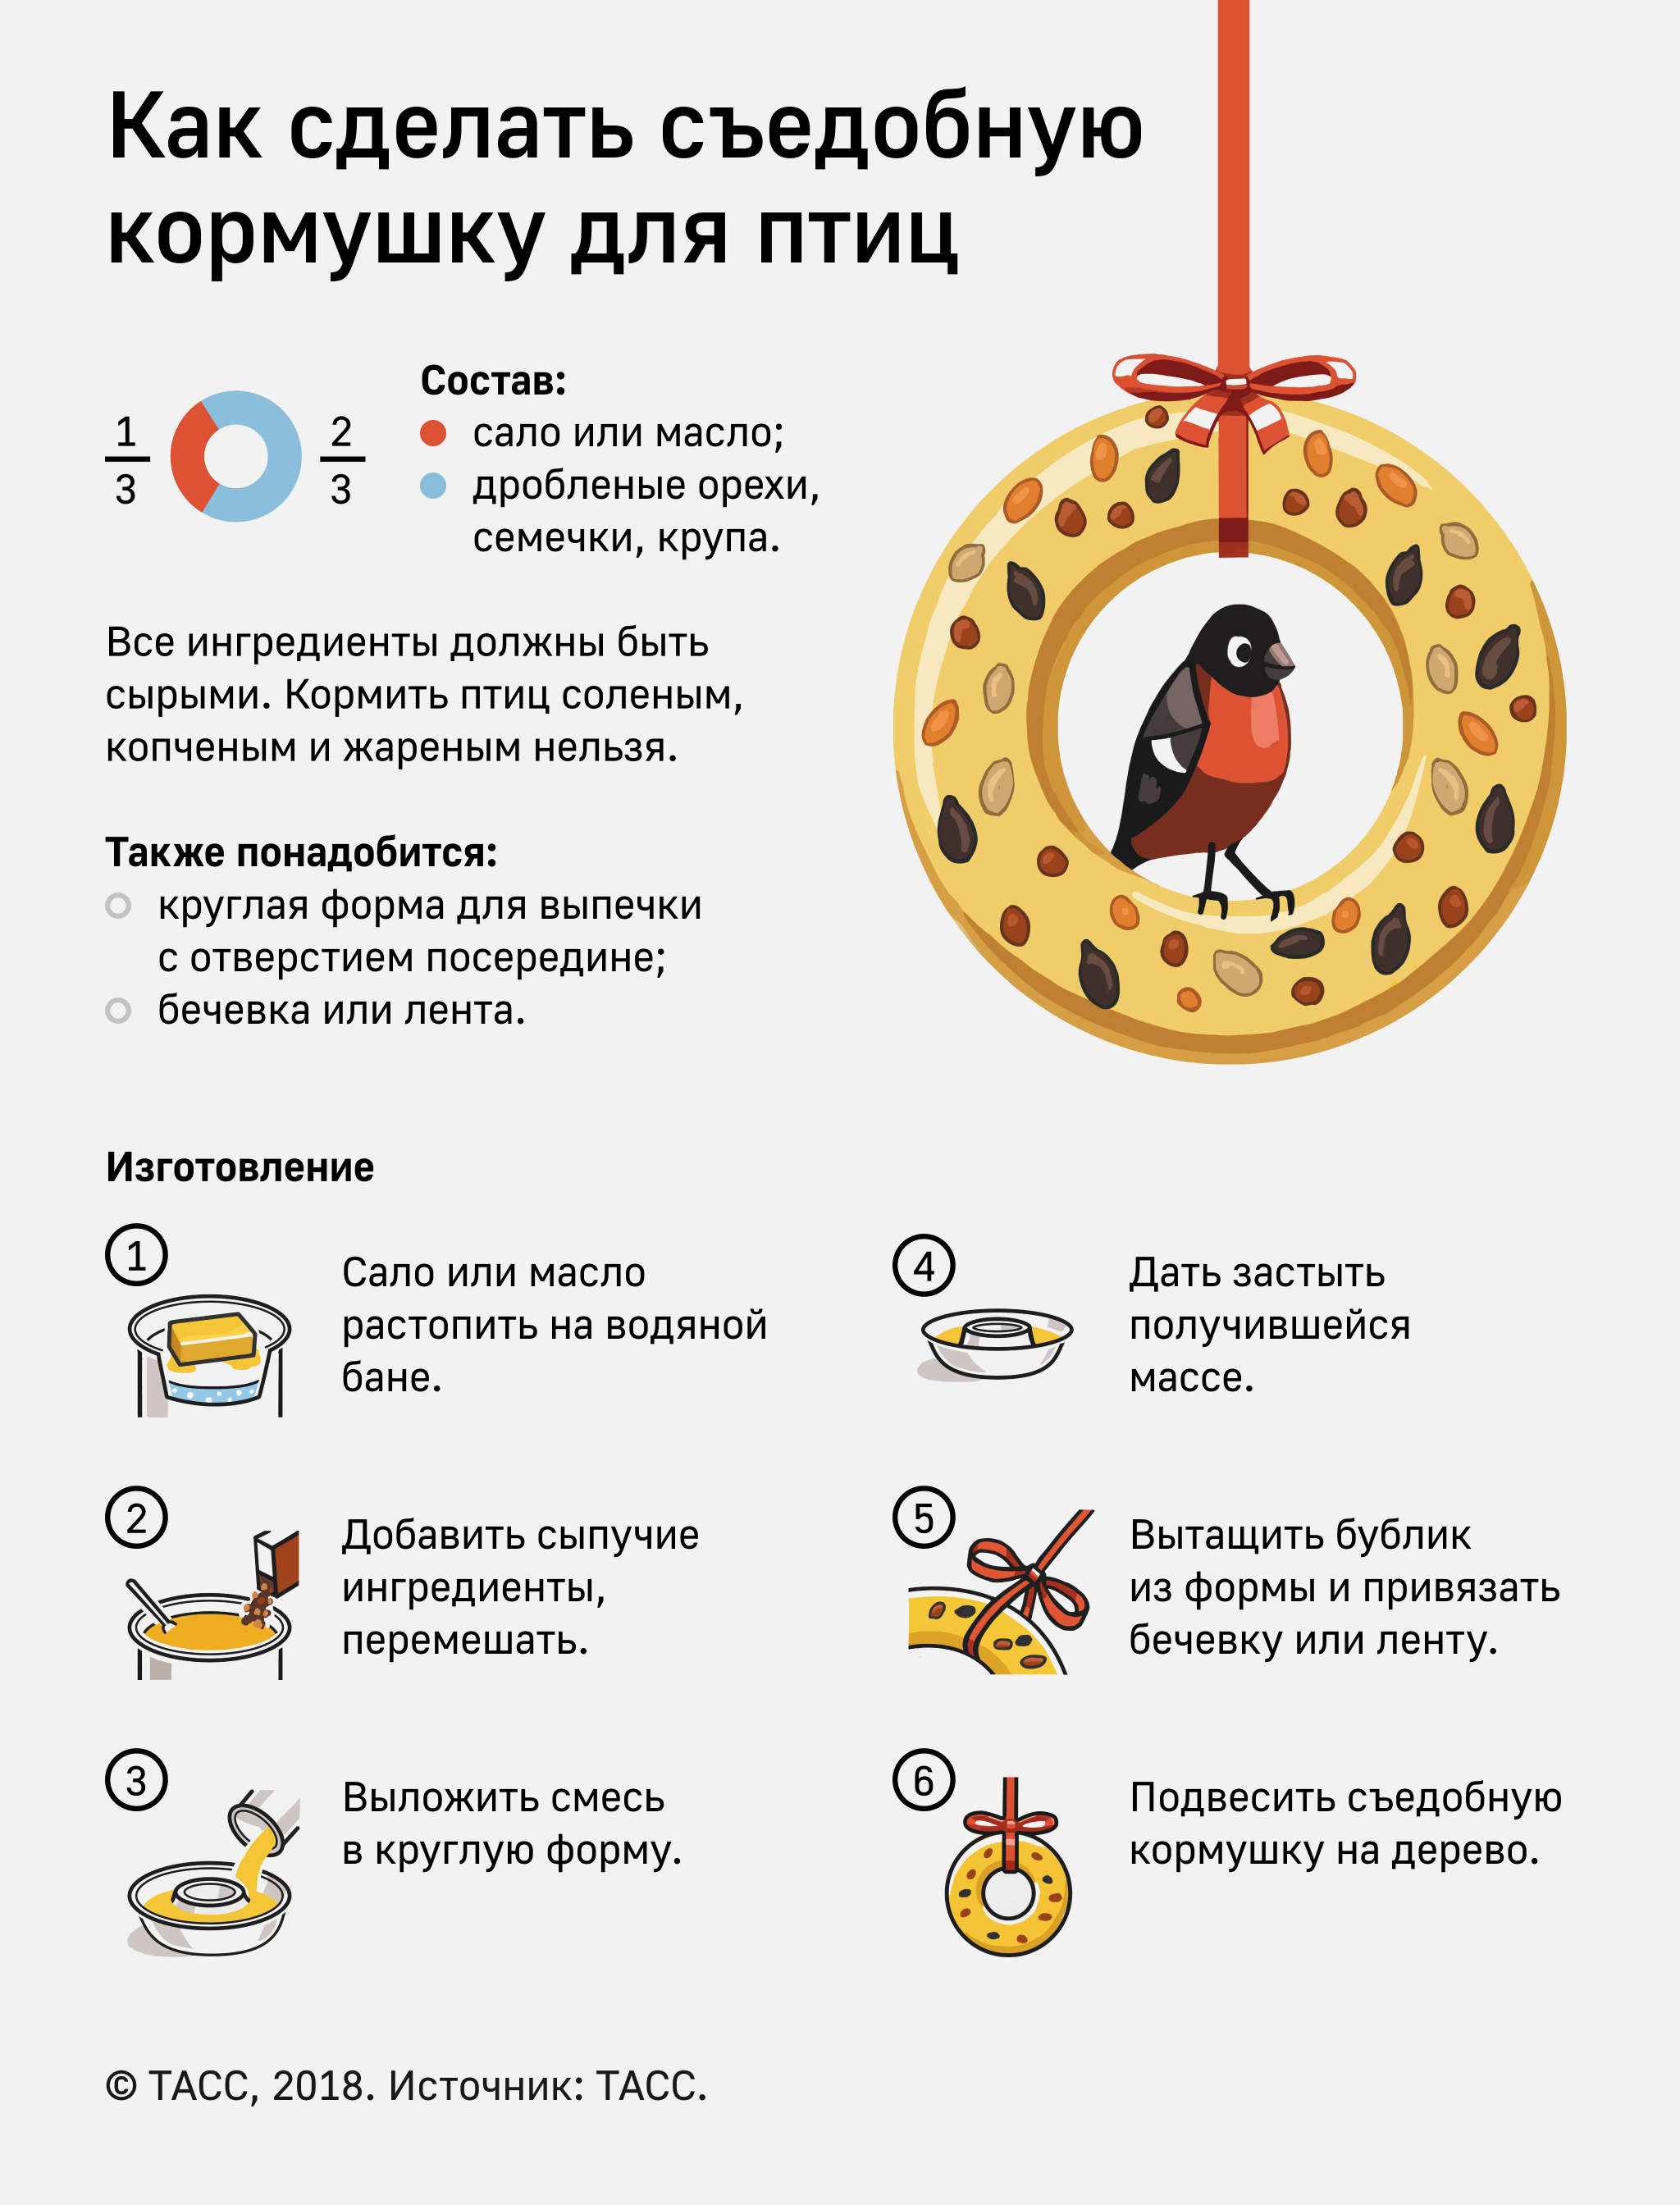 Как сделать съедобную
кормушку для птиц
1
3
2
3
Состав:
сало или масло;
дробленые орехи,
семечки, крупа.
Все ингредиенты должны быть
сырыми. Кормить птиц соленым,
копченым и жареным нельзя.
Также понадобится:
круглая форма для выпечки
с отверстием посередине;
бечевка или лента.
Изготовление
1
Сало или масло
растопить на водяной
бане.
2
Добавить сыпучие
ингредиенты,
перемешать.
3
Выложить смесь
в круглую форму.
4
Дать застыть
получившейся
массе.
5
Вытащить бублик
из формы и привязать
бечевку или ленту.
6
Подвесить съедобную
кормушку на дерево.
© ТАСС, 2018. Источник: ТАСС.